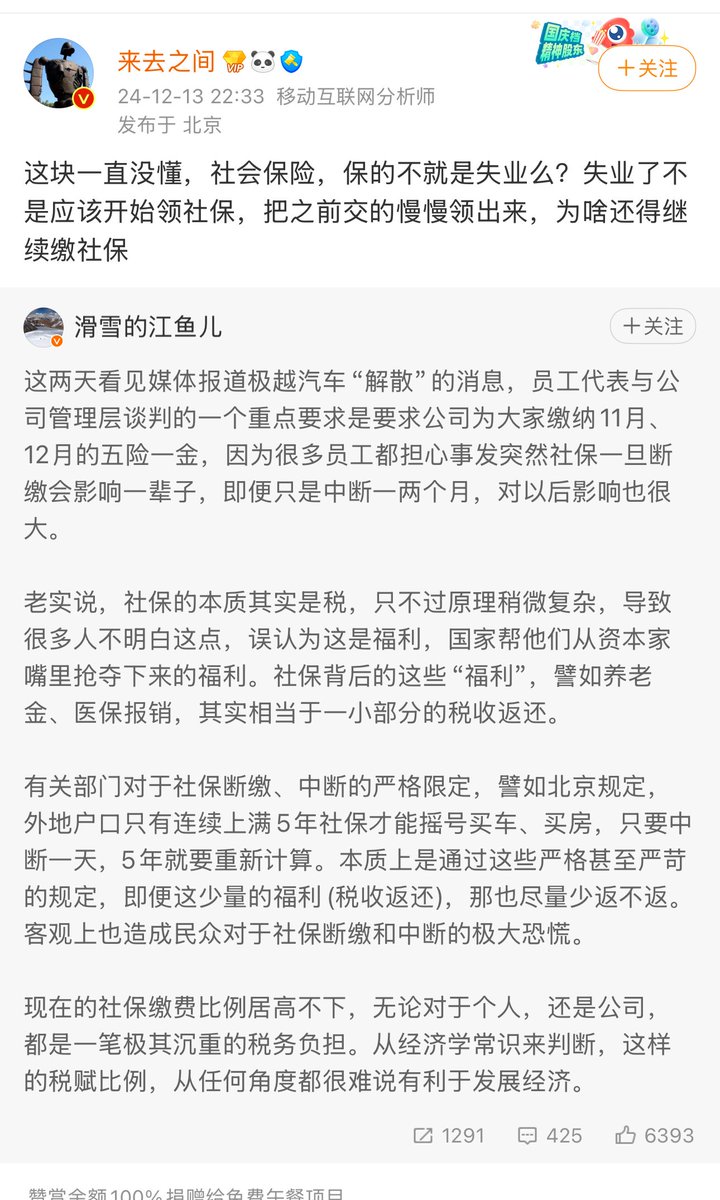 来去之间
国庆档
精神股东
VIP
+关注
24-12-13 22:33 移动互联网分析师
发布于 北京
这块一直没懂，社会保险，保的不就是失业么？失业了不
是应该开始领社保，把之前交的慢慢领出来，为啥还得继
续缴社保
滑雪的江鱼儿
+关注
这两天看见媒体报道极越汽车“解散”的消息，员工代表与公
司管理层谈判的一个重点要求是要求公司为大家缴纳11月、
12月的五险一金，因为很多员工都担心事发突然社保一旦断
缴会影响一辈子，即便只是中断一两个月，对以后影响也很
大。
老实说，社保的本质其实是税，只不过原理稍微复杂，导致
很多人不明白这点，误认为这是福利，国家帮他们从资本家
嘴里抢夺下来的福利。社保背后的这些“福利”，譬如养老
金、医保报销，其实相当于一小部分的税收返还。
有关部门对于社保断缴、中断的严格限定，譬如北京规定，
外地户口只有连续上满5年社保才能摇号买车、买房，只要中
断一天，5年就要重新计算。本质上是通过这些严格甚至严苛
的规定，即便这少量的福利(税收返还)，那也尽量少返不返。
客观上也造成民众对于社保断缴和中断的极大恐慌。
现在的社保缴费比例居高不下，无论对于个人，还是公司，
都是一笔极其沉重的税务负担。从经济学常识来判断，这样
的税赋比例，从任何角度都很难说有利于发展经济。
1291 425 6393
赞赏金额100%捐赠给免费午餐项目